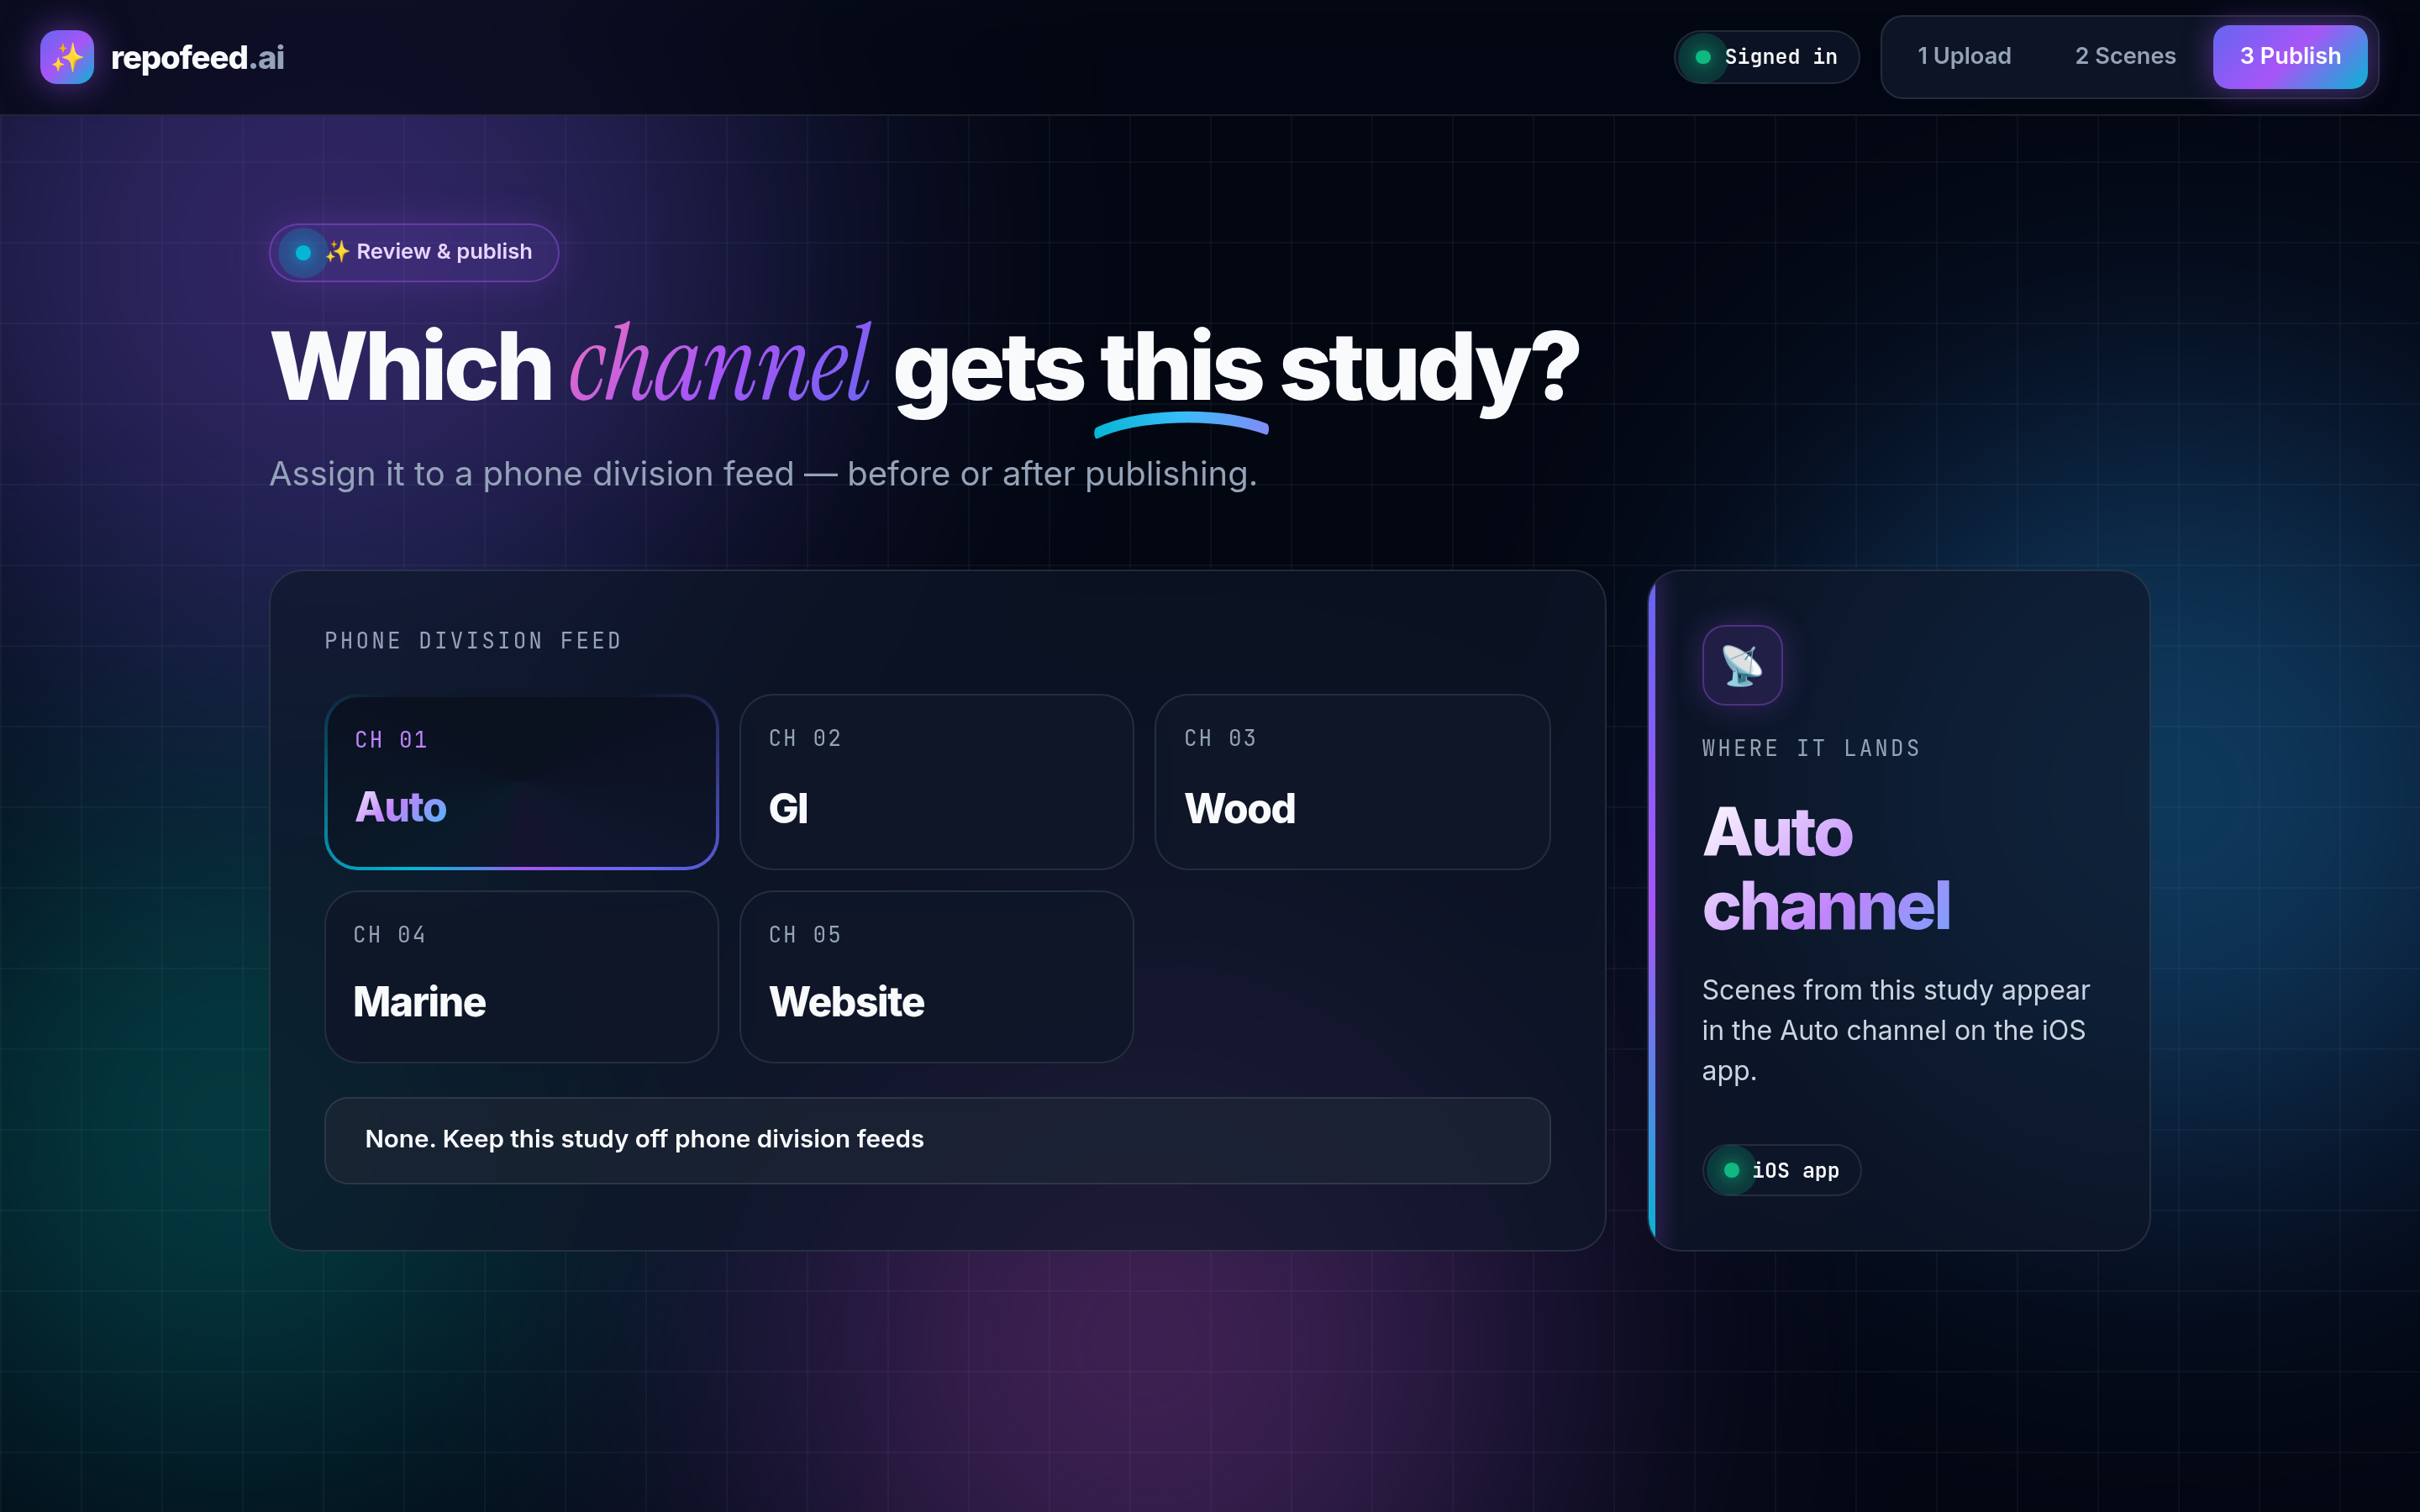 repofeed.ai
Signed in
1 Upload
2 Scenes
3 Publish
✨ Review & publish
Which channel gets this study?
Assign it to a phone division feed — before or after publishing.
PHONE DIVISION FEED
CH 01
Auto
CH 02
GI
CH 03
Wood
CH 04
Marine
CH 05
Website
None. Keep this study off phone division feeds
WHERE IT LANDS
Auto
channel
Scenes from this study appear
in the Auto channel on the iOS
app.
iOS app